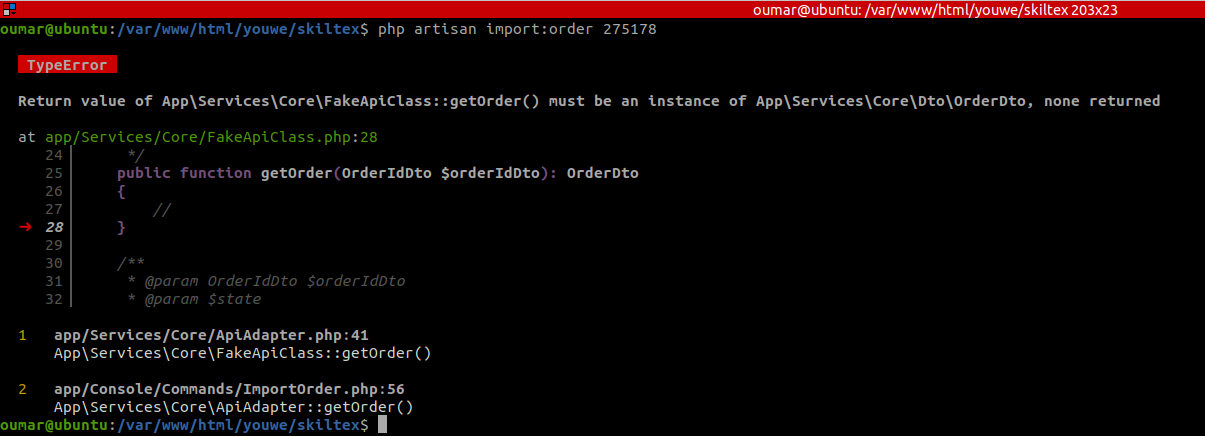 oumar@ubuntu: /var/www/html/youwe/skiltex 203x23
oumar@ubuntu:/var/www/html/youwe/skiltex$ php artisan import:order 275178
TypeError
Return value of App\Services\Core\FakeApiClass::getOrder() must be an instance of App\Services\Core\Dto\OrderDto, none returned
at app/Services/Core/FakeApiClass.php:28
24 */
25 public function getOrder(OrderIdDto $orderIdDto): OrderDto
26 {
27 //
➜ 28 }
29
30 /**
31 * @param OrderIdDto $orderIdDto
32 * @param $state
1 app/Services/Core/ApiAdapter.php:41
App\Services\Core\FakeApiClass::getOrder()
2 app/Console/Commands/ImportOrder.php:56
App\Services\Core\ApiAdapter::getOrder()
oumar@ubuntu:/var/www/html/youwe/skiltex$